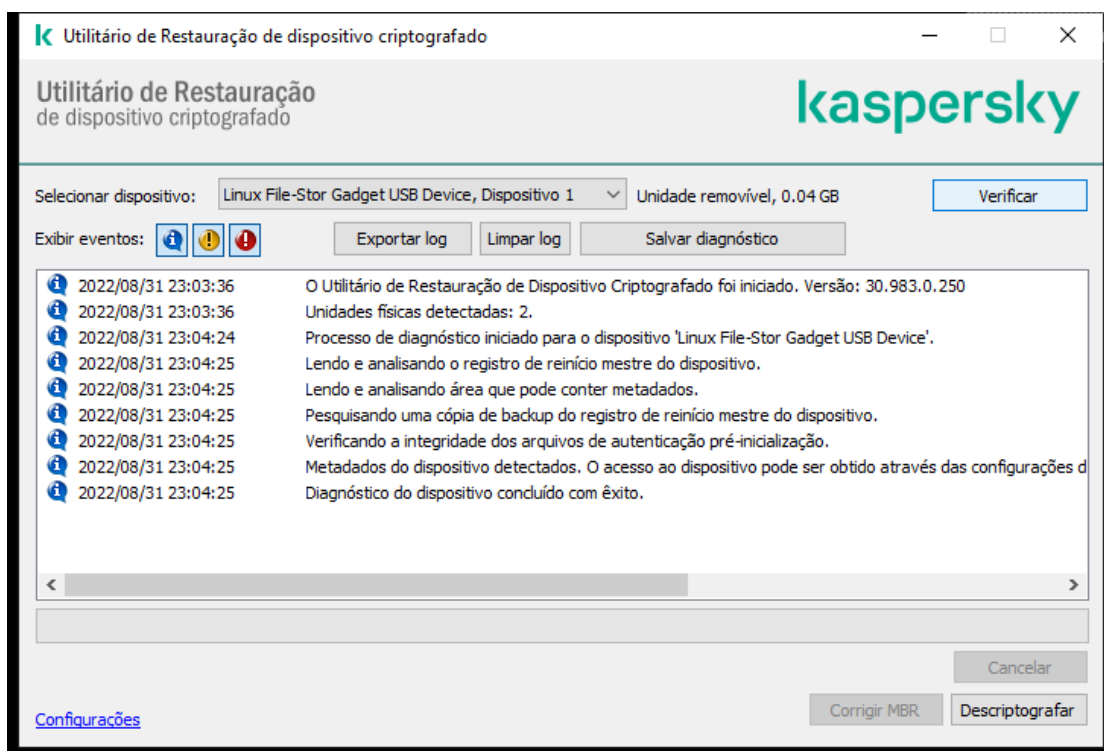 Utilitário de Restauração de dispositivo criptografado
Utilitário de Restauração
de dispositivo criptografado
kaspersky
Selecionar dispositivo: Linux File-Stor Gadget USB Device, Dispositivo 1 Unidade removível, 0.04 GB Verificar
Exibir eventos: Exportar log Limpar log Salvar diagnóstico
2022/08/31 23:03:36 O Utilitário de Restauração de Dispositivo Criptografado foi iniciado. Versão: 30.983.0.250
2022/08/31 23:03:36 Unidades físicas detectadas: 2.
2022/08/31 23:04:24 Processo de diagnóstico iniciado para o dispositivo 'Linux File-Stor Gadget USB Device'.
2022/08/31 23:04:25 Lendo e analisando o registro de reinício mestre do dispositivo.
2022/08/31 23:04:25 Lendo e analisando área que pode conter metadados.
2022/08/31 23:04:25 Pesquisando uma cópia de backup do registro de reinício mestre do dispositivo.
2022/08/31 23:04:25 Verificando a integridade dos arquivos de autenticação pré-inicialização.
2022/08/31 23:04:25 Metadados do dispositivo detectados. O acesso ao dispositivo pode ser obtido através das configurações d
2022/08/31 23:04:25 Diagnóstico do dispositivo concluído com êxito.
Cancelar
Configurações Corrigir MBR Descriptografar